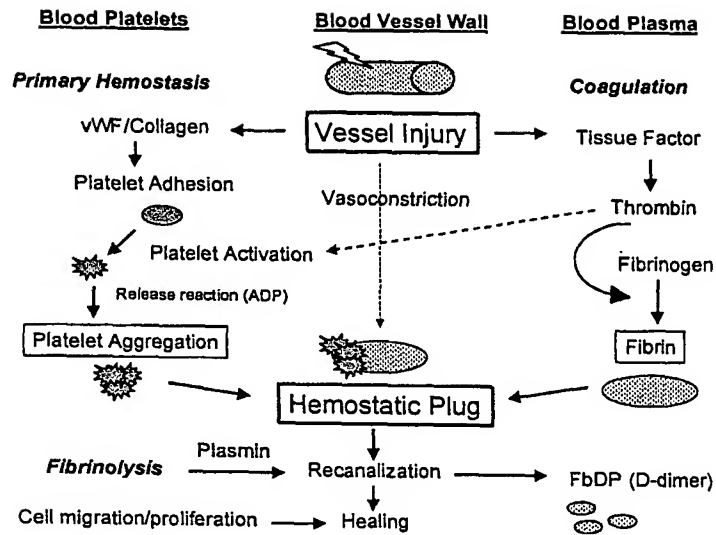 Blood Platelets
Blood Vessel Wall
Blood Plasma
Primary Hemostasis
Coagulation
vWF/Collagen
Vessel Injury
Tissue Factor
Platelet Adhesion
Vasoconstriction
Thrombin
Platelet Activation
Fibrinogen
Release reaction (ADP)
Platelet Aggregation
Fibrin
Hemostatic Plug
Fibrinolysis
Plasmin
Recanalization
FbDP (D-dimer)
Cell migration/proliferation
Healing